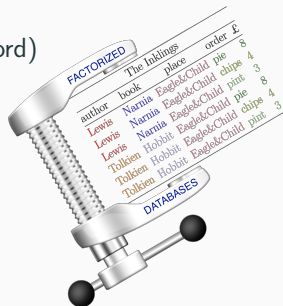 ord)
FACTORIZED
The Inklings
author book place order £
Lewis Narnia Eagle&Child pie 8
Lewis Narnia Eagle&Child chips 4
Lewis Narnia Eagle&Child pint 3
Tolkien Hobbit Eagle&Child pie 8
Tolkien Hobbit Eagle&Child chips 4
Tolkien Hobbit Eagle&Child pint 3
DATABASES